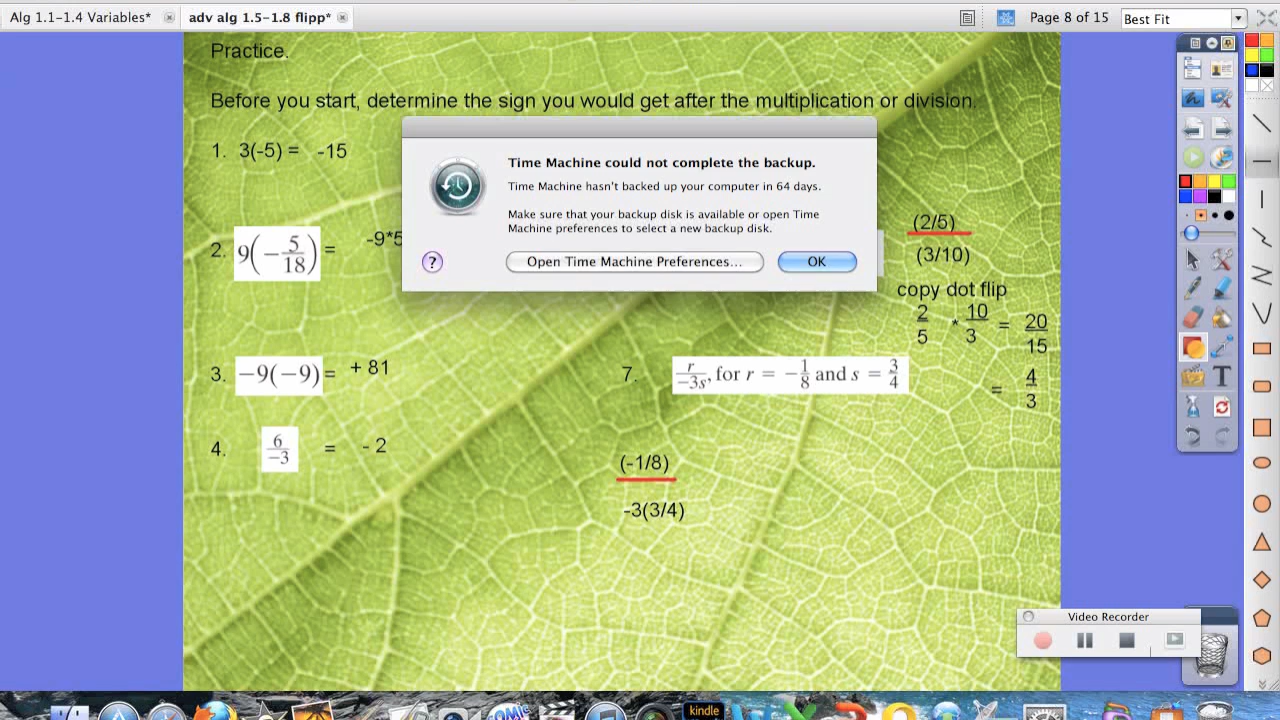 Alg 1.1-1.4 Variables*
adv alg 1.5-1.8 flipp*
Page 8 of 15
Best Fit
Practice.
Before you start, determine the sign you would get after the multiplication or division.
1. 3(-5) = -15
Time Machine could not complete the backup.
Time Machine hasn't backed up your computer in 64 days.
Make sure that your backup disk is available or open Time
Machine preferences to select a new backup disk.
? Open Time Machine Preferences... OK
2. 9(−5/18) = -9*5
(2/5)
(3/10)
copy dot flip
2/5 * 10/3 = 20/15
= 4/3
3. −9(−9) = + 81
7. r/−3s, for r = −1/8 and s = 3/4
4. 6/−3 = - 2
(-1/8)
-3(3/4)
Video Recorder
T
kindle